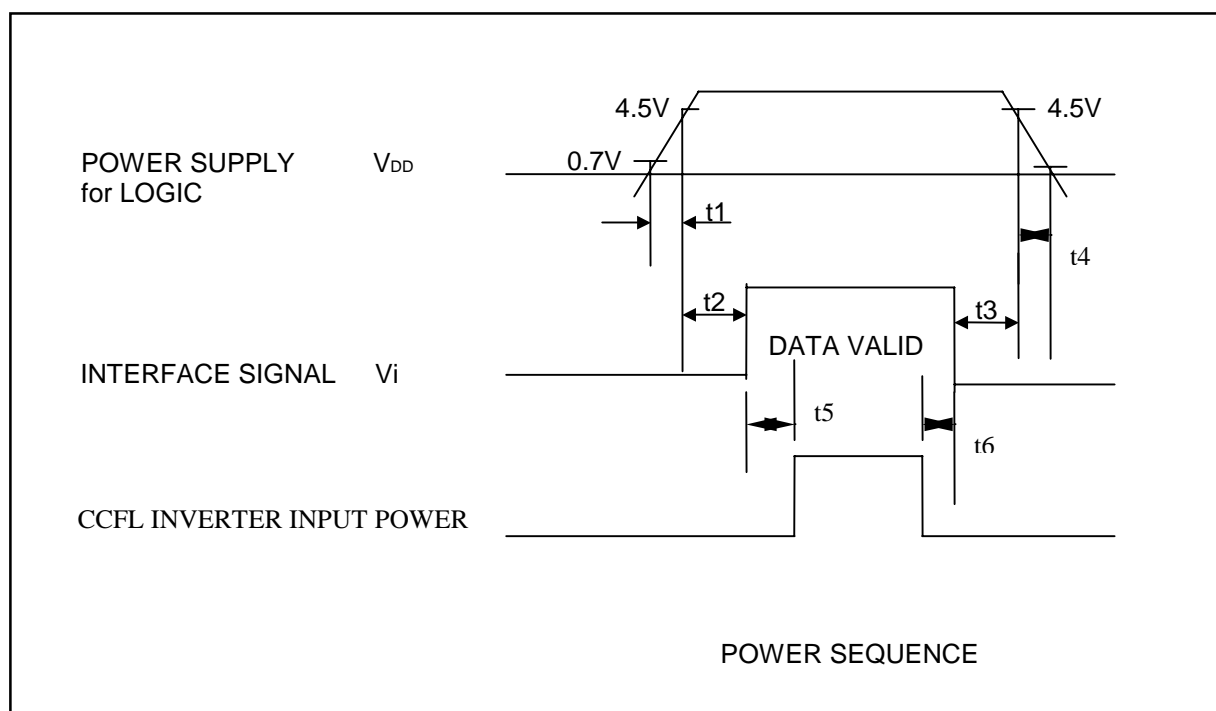 4.5V 4.5V
POWER SUPPLY VDD 0.7V
for LOGIC
t1
t4
t2 t3
DATA VALID
INTERFACE SIGNAL Vi
t5
t6
CCFL INVERTER INPUT POWER
POWER SEQUENCE